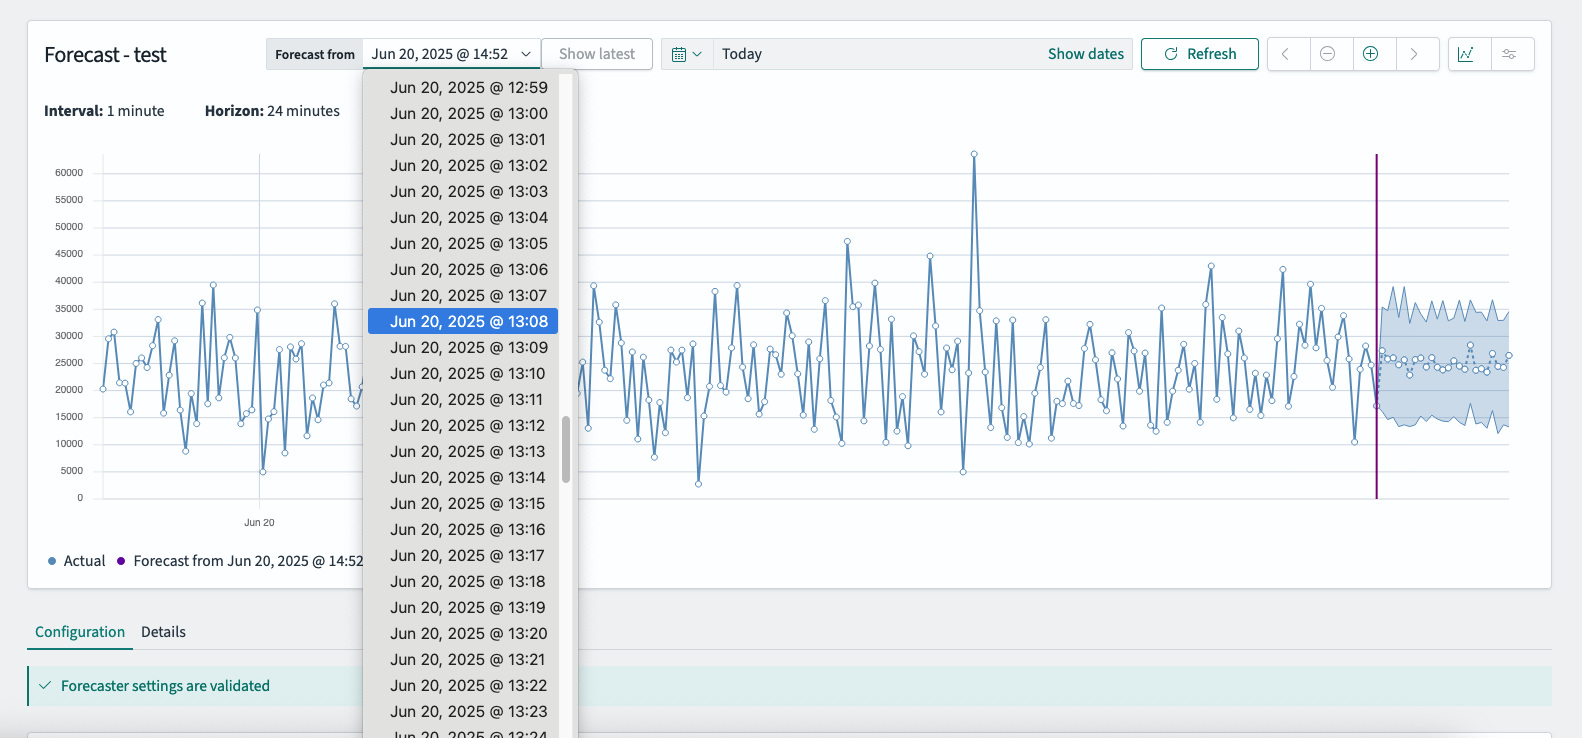 Forecast - test
Forecast from
Jun 20, 2025 @ 14:52
Show latest
Today
Show dates
Refresh
Interval: 1 minute
Horizon: 24 minutes
Jun 20, 2025 @ 12:59
Jun 20, 2025 @ 13:00
Jun 20, 2025 @ 13:01
Jun 20, 2025 @ 13:02
Jun 20, 2025 @ 13:03
Jun 20, 2025 @ 13:04
Jun 20, 2025 @ 13:05
Jun 20, 2025 @ 13:06
Jun 20, 2025 @ 13:07
Jun 20, 2025 @ 13:08
Jun 20, 2025 @ 13:09
Jun 20, 2025 @ 13:10
Jun 20, 2025 @ 13:11
Jun 20, 2025 @ 13:12
Jun 20, 2025 @ 13:13
Jun 20, 2025 @ 13:14
Jun 20, 2025 @ 13:15
Jun 20, 2025 @ 13:16
Jun 20, 2025 @ 13:17
Jun 20, 2025 @ 13:18
Jun 20, 2025 @ 13:19
Jun 20, 2025 @ 13:20
Jun 20, 2025 @ 13:21
Jun 20, 2025 @ 13:22
Jun 20, 2025 @ 13:23
Jun 20, 2025 @ 13:24
60000
55000
50000
45000
40000
35000
30000
25000
20000
15000
10000
5000
0
Jun 20
Actual
Forecast from Jun 20, 2025 @ 14:52
Configuration
Details
Forecaster settings are validated